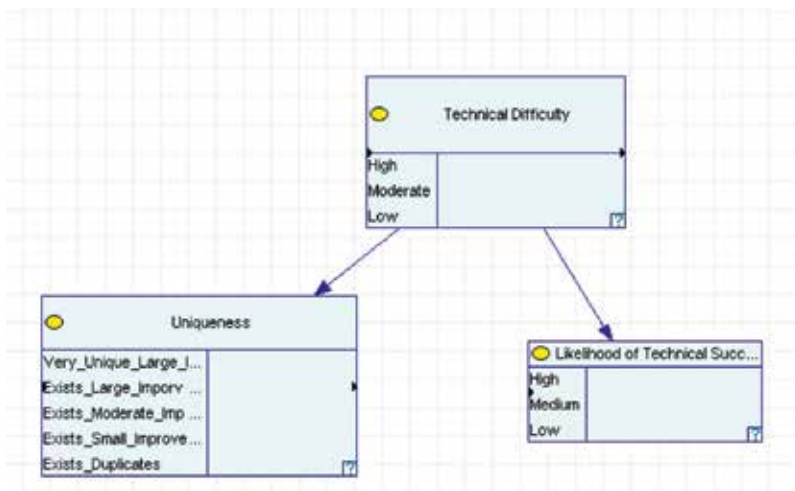 Technical Difficulty
High
Moderate
Low
?
Uniqueness
Very_Unique_Large_I...
Exists_Large_Imporv ...
Exists_Moderate_Imp ...
Exists_Small_Improve...
Exists_Duplicates
?
Likelihood of Technical Succ...
High
Medium
Low
?